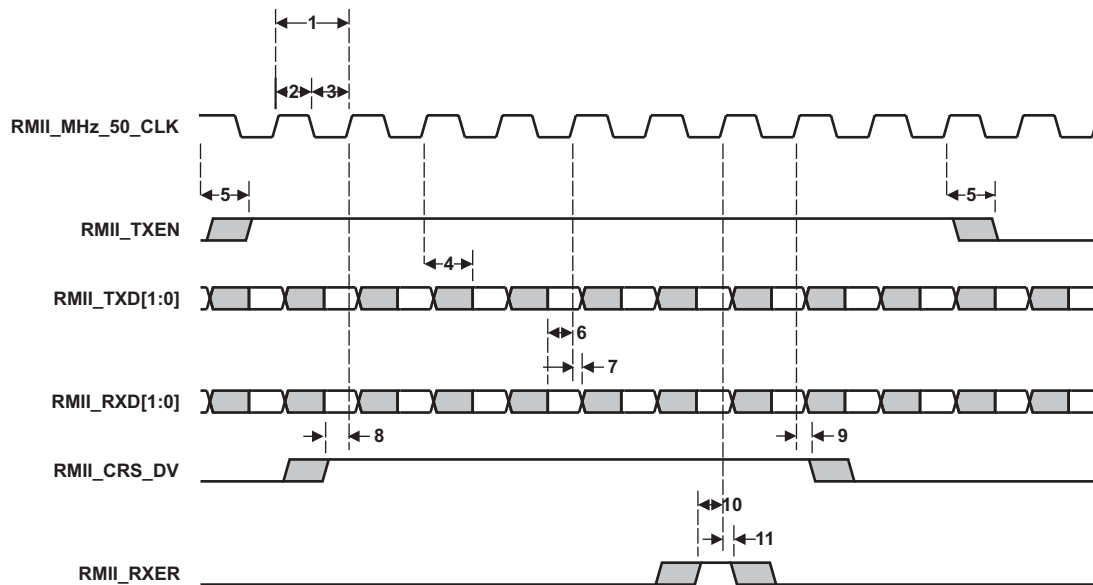 1
2
3
RMII_MHz_50_CLK
5
5
RMII_TXEN
4
RMII_TXD[1:0]
6
7
RMII_RXD[1:0]
8
9
RMII_CRS_DV
10
11
RMII_RXER